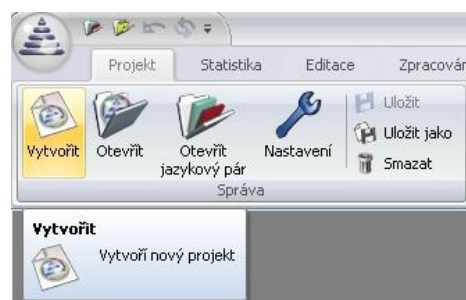 Projekt Statistika Editace Zpracován
Vytvořit Otevřít Otevřít jazykový pár Nastavení
Uložit
Uložit jako
Smazat
Správa
Vytvořit
Vytvoří nový projekt